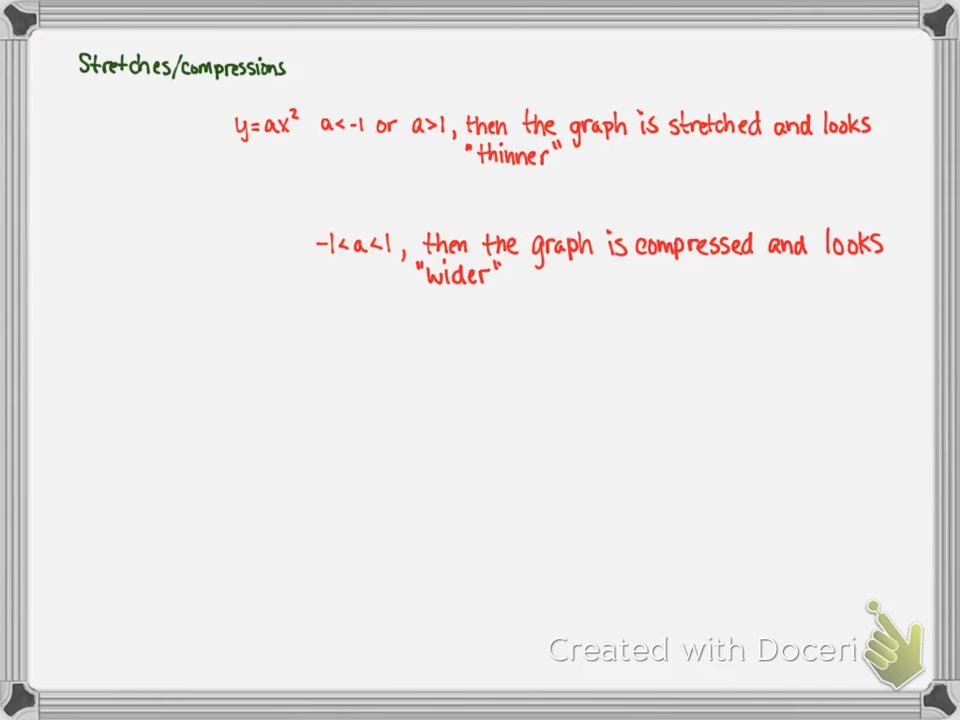 Stretches/compressions
y=ax² a<-1 or a>1, then the graph is stretched and looks
"thinner"
-1<a<1, then the graph is compressed and looks
"wider"
Created with Doceri